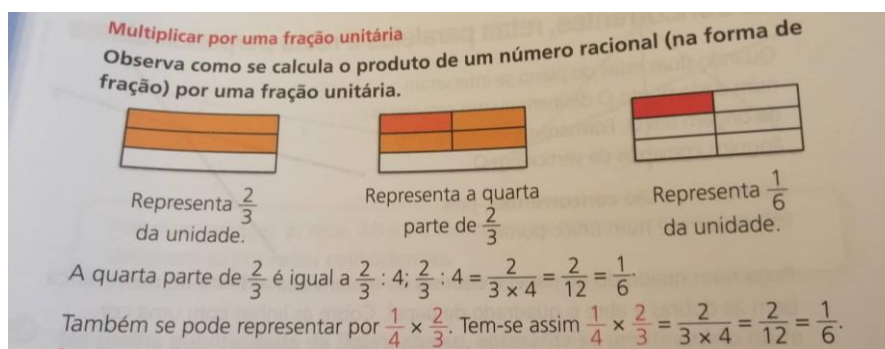 Multiplicar por uma fração unitária
Observa como se calcula o produto de um número racional (na forma de
fração) por uma fração unitária.
Representa 2/3
da unidade.
Representa a quarta
parte de 2/3
Representa 1/6
da unidade.
A quarta parte de 2/3 é igual a 2/3 : 4; 2/3 : 4 = 2/(3 × 4) = 2/12 = 1/6.
Também se pode representar por 1/4 × 2/3. Tem-se assim 1/4 × 2/3 = 2/(3 × 4) = 2/12 = 1/6.